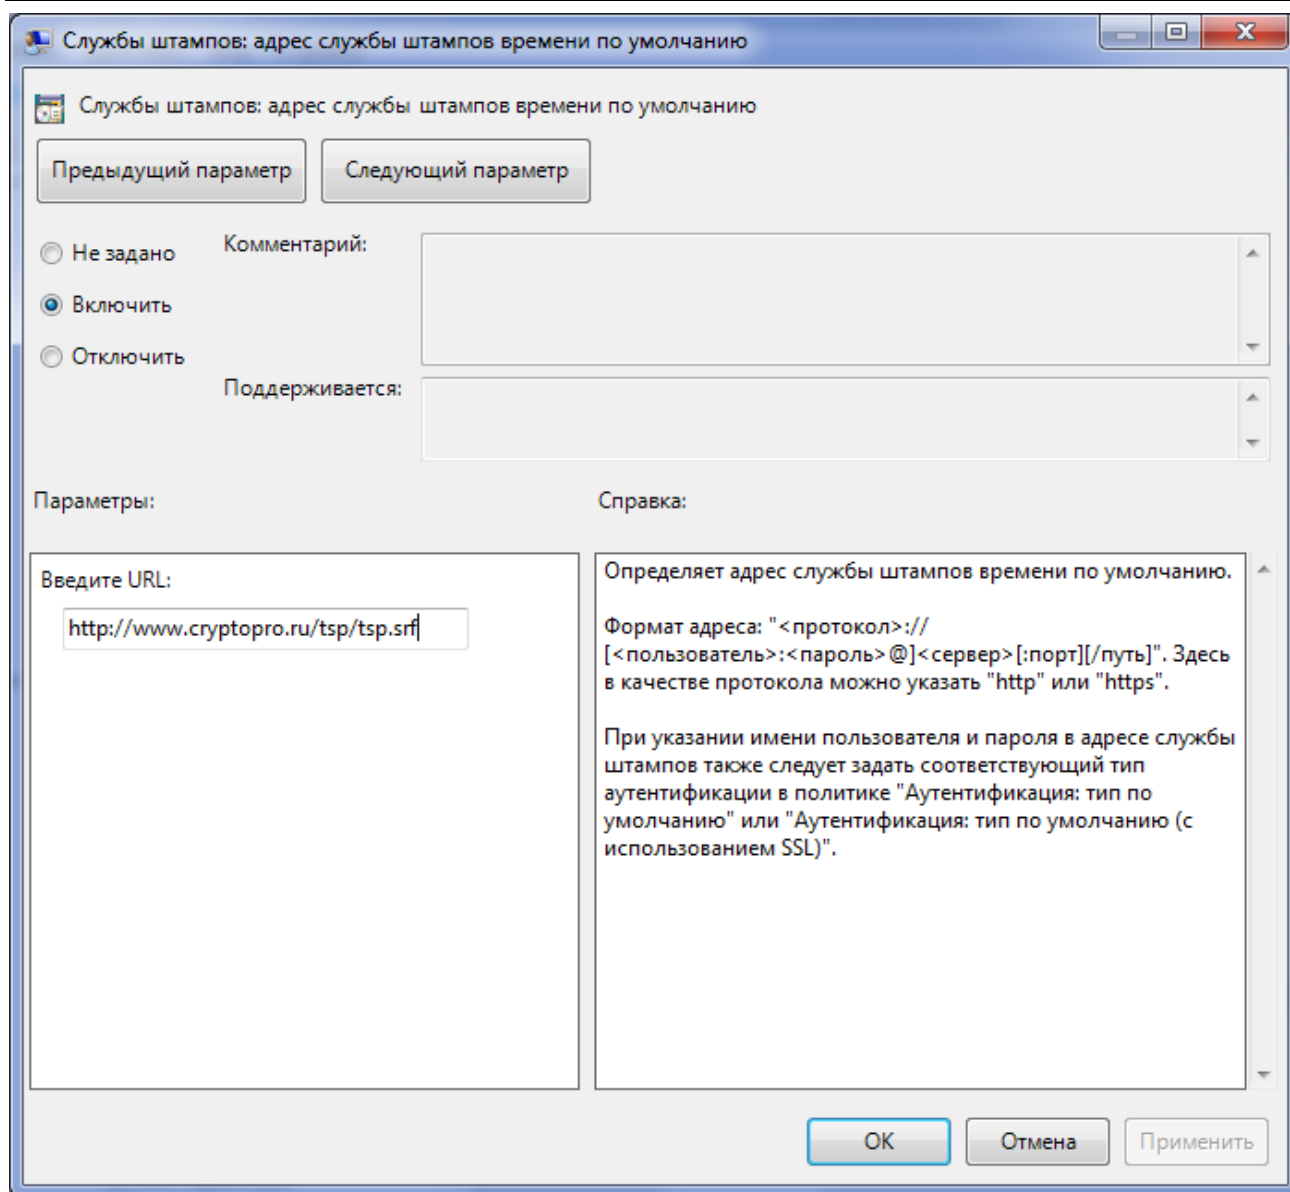 Службы штампов: адрес службы штампов времени по умолчанию
Службы штампов: адрес службы штампов времени по умолчанию
Предыдущий параметр
Следующий параметр
Не задано
Комментарий:
Включить
Отключить
Поддерживается:
Параметры:
Справка:
Введите URL:
http://www.cryptopro.ru/tsp/tsp.srf
Определяет адрес службы штампов времени по умолчанию.
Формат адреса: "<протокол>://
[<пользователь>:<пароль>@]<сервер>[:порт][/путь]". Здесь
в качестве протокола можно указать "http" или "https".
При указании имени пользователя и пароля в адресе службы
штампов также следует задать соответствующий тип
аутентификации в политике "Аутентификация: тип по
умолчанию" или "Аутентификация: тип по умолчанию (с
использованием SSL)".
ОК
Отмена
Применить